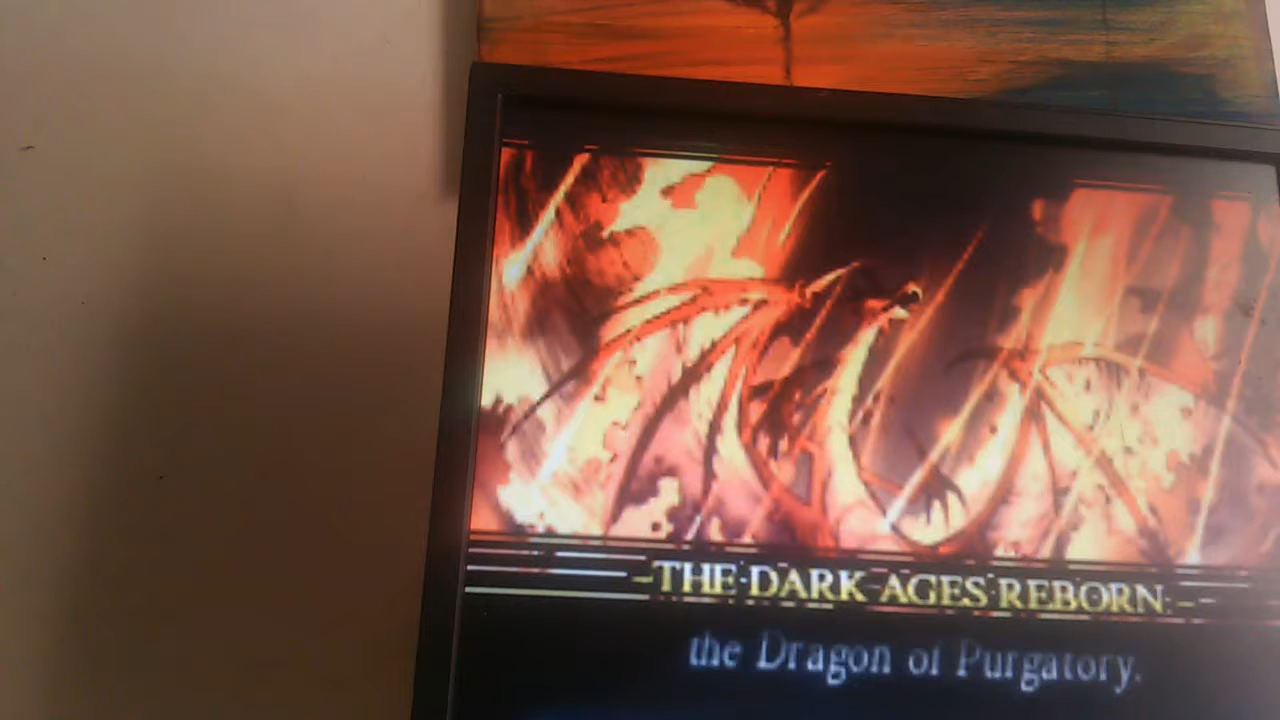 THE DARK AGES REBORN
the Dragon of Purgatory.